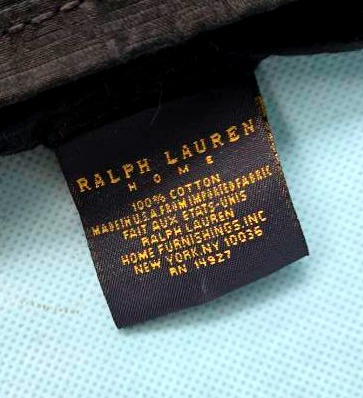 RALPH LAUREN
HOME
100% COTTON
MADE IN U.S.A FROM IMPORTED FABRIC
FAIT AUX ETATS-UNIS
RALPH LAUREN
HOME FURNISHINGS.INC
NEW YORK.NY 10036
RN 14927